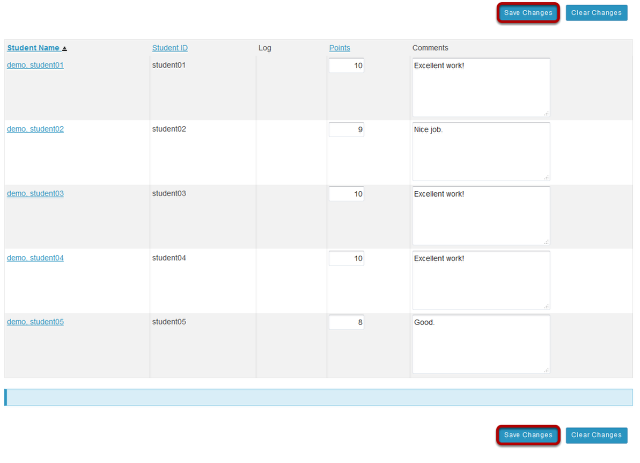 Save Changes Clear Changes
Student Name Student ID Log Points Comments
demo, student01 student01 10 Excellent work!
demo, student02 student02 9 Nice job.
demo, student03 student03 10 Excellent work!
demo, student04 student04 10 Excellent work!
demo, student05 student05 8 Good.
Save Changes Clear Changes